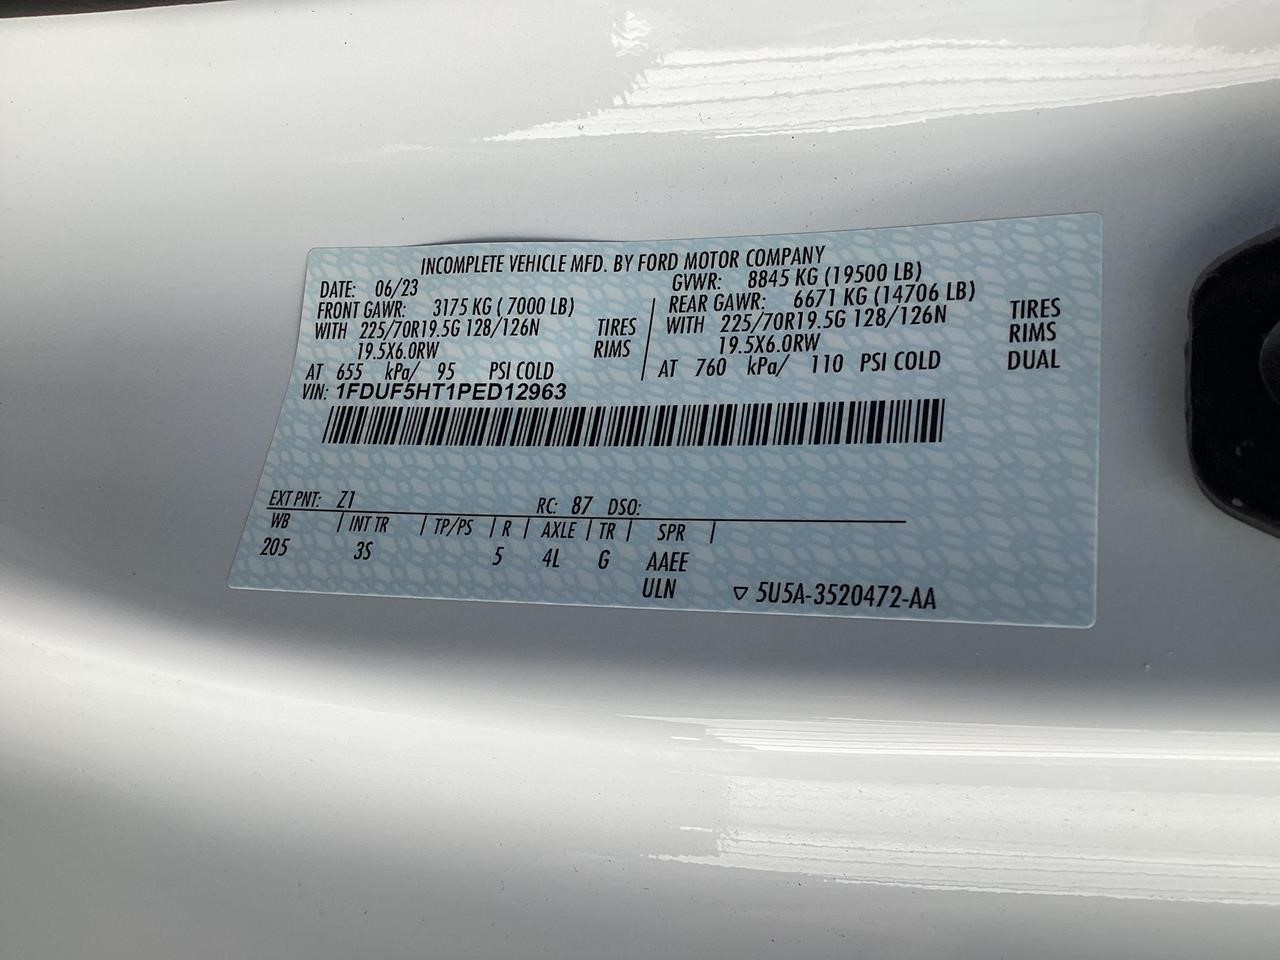 INCOMPLETE VEHICLE MFD. BY FORD MOTOR COMPANY
DATE: 06/23 GVWR: 8845 KG (19500 LB)
FRONT GAWR: 3175 KG ( 7000 LB) REAR GAWR: 6671 KG (14706 LB)
WITH 225/70R19.5G 128/126N TIRES WITH 225/70R19.5G 128/126N TIRES
19.5X6.0RW RIMS 19.5X6.0RW RIMS
AT 655 kPa/ 95 PSI COLD AT 760 kPa/ 110 PSI COLD DUAL
VIN: 1FDUF5HT1PED12963
EXT PNT: Z1 RC: 87 DSO:
WB | INT TR | TP/PS | R | AXLE | TR | SPR |
205 3S 5 4L G AAEE
ULN ▽ 5U5A-3520472-AA